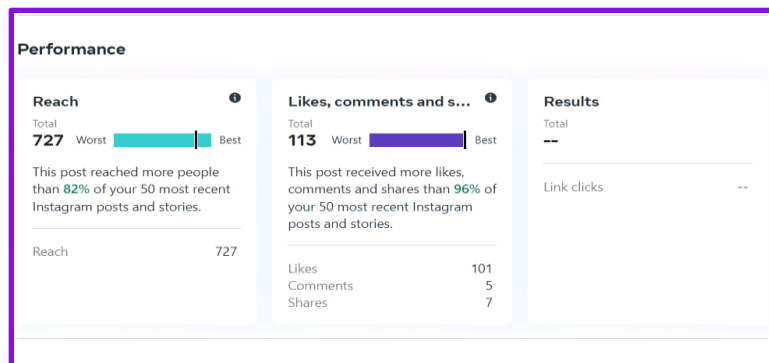 Performance
Reach
Total
727 Worst Best
This post reached more people
than 82% of your 50 most recent
Instagram posts and stories.
Reach 727
Likes, comments and s...
Total
113 Worst Best
This post received more likes,
comments and shares than 96% of
your 50 most recent Instagram
posts and stories.
Likes 101
Comments 5
Shares 7
Results
Total
--
Link clicks --